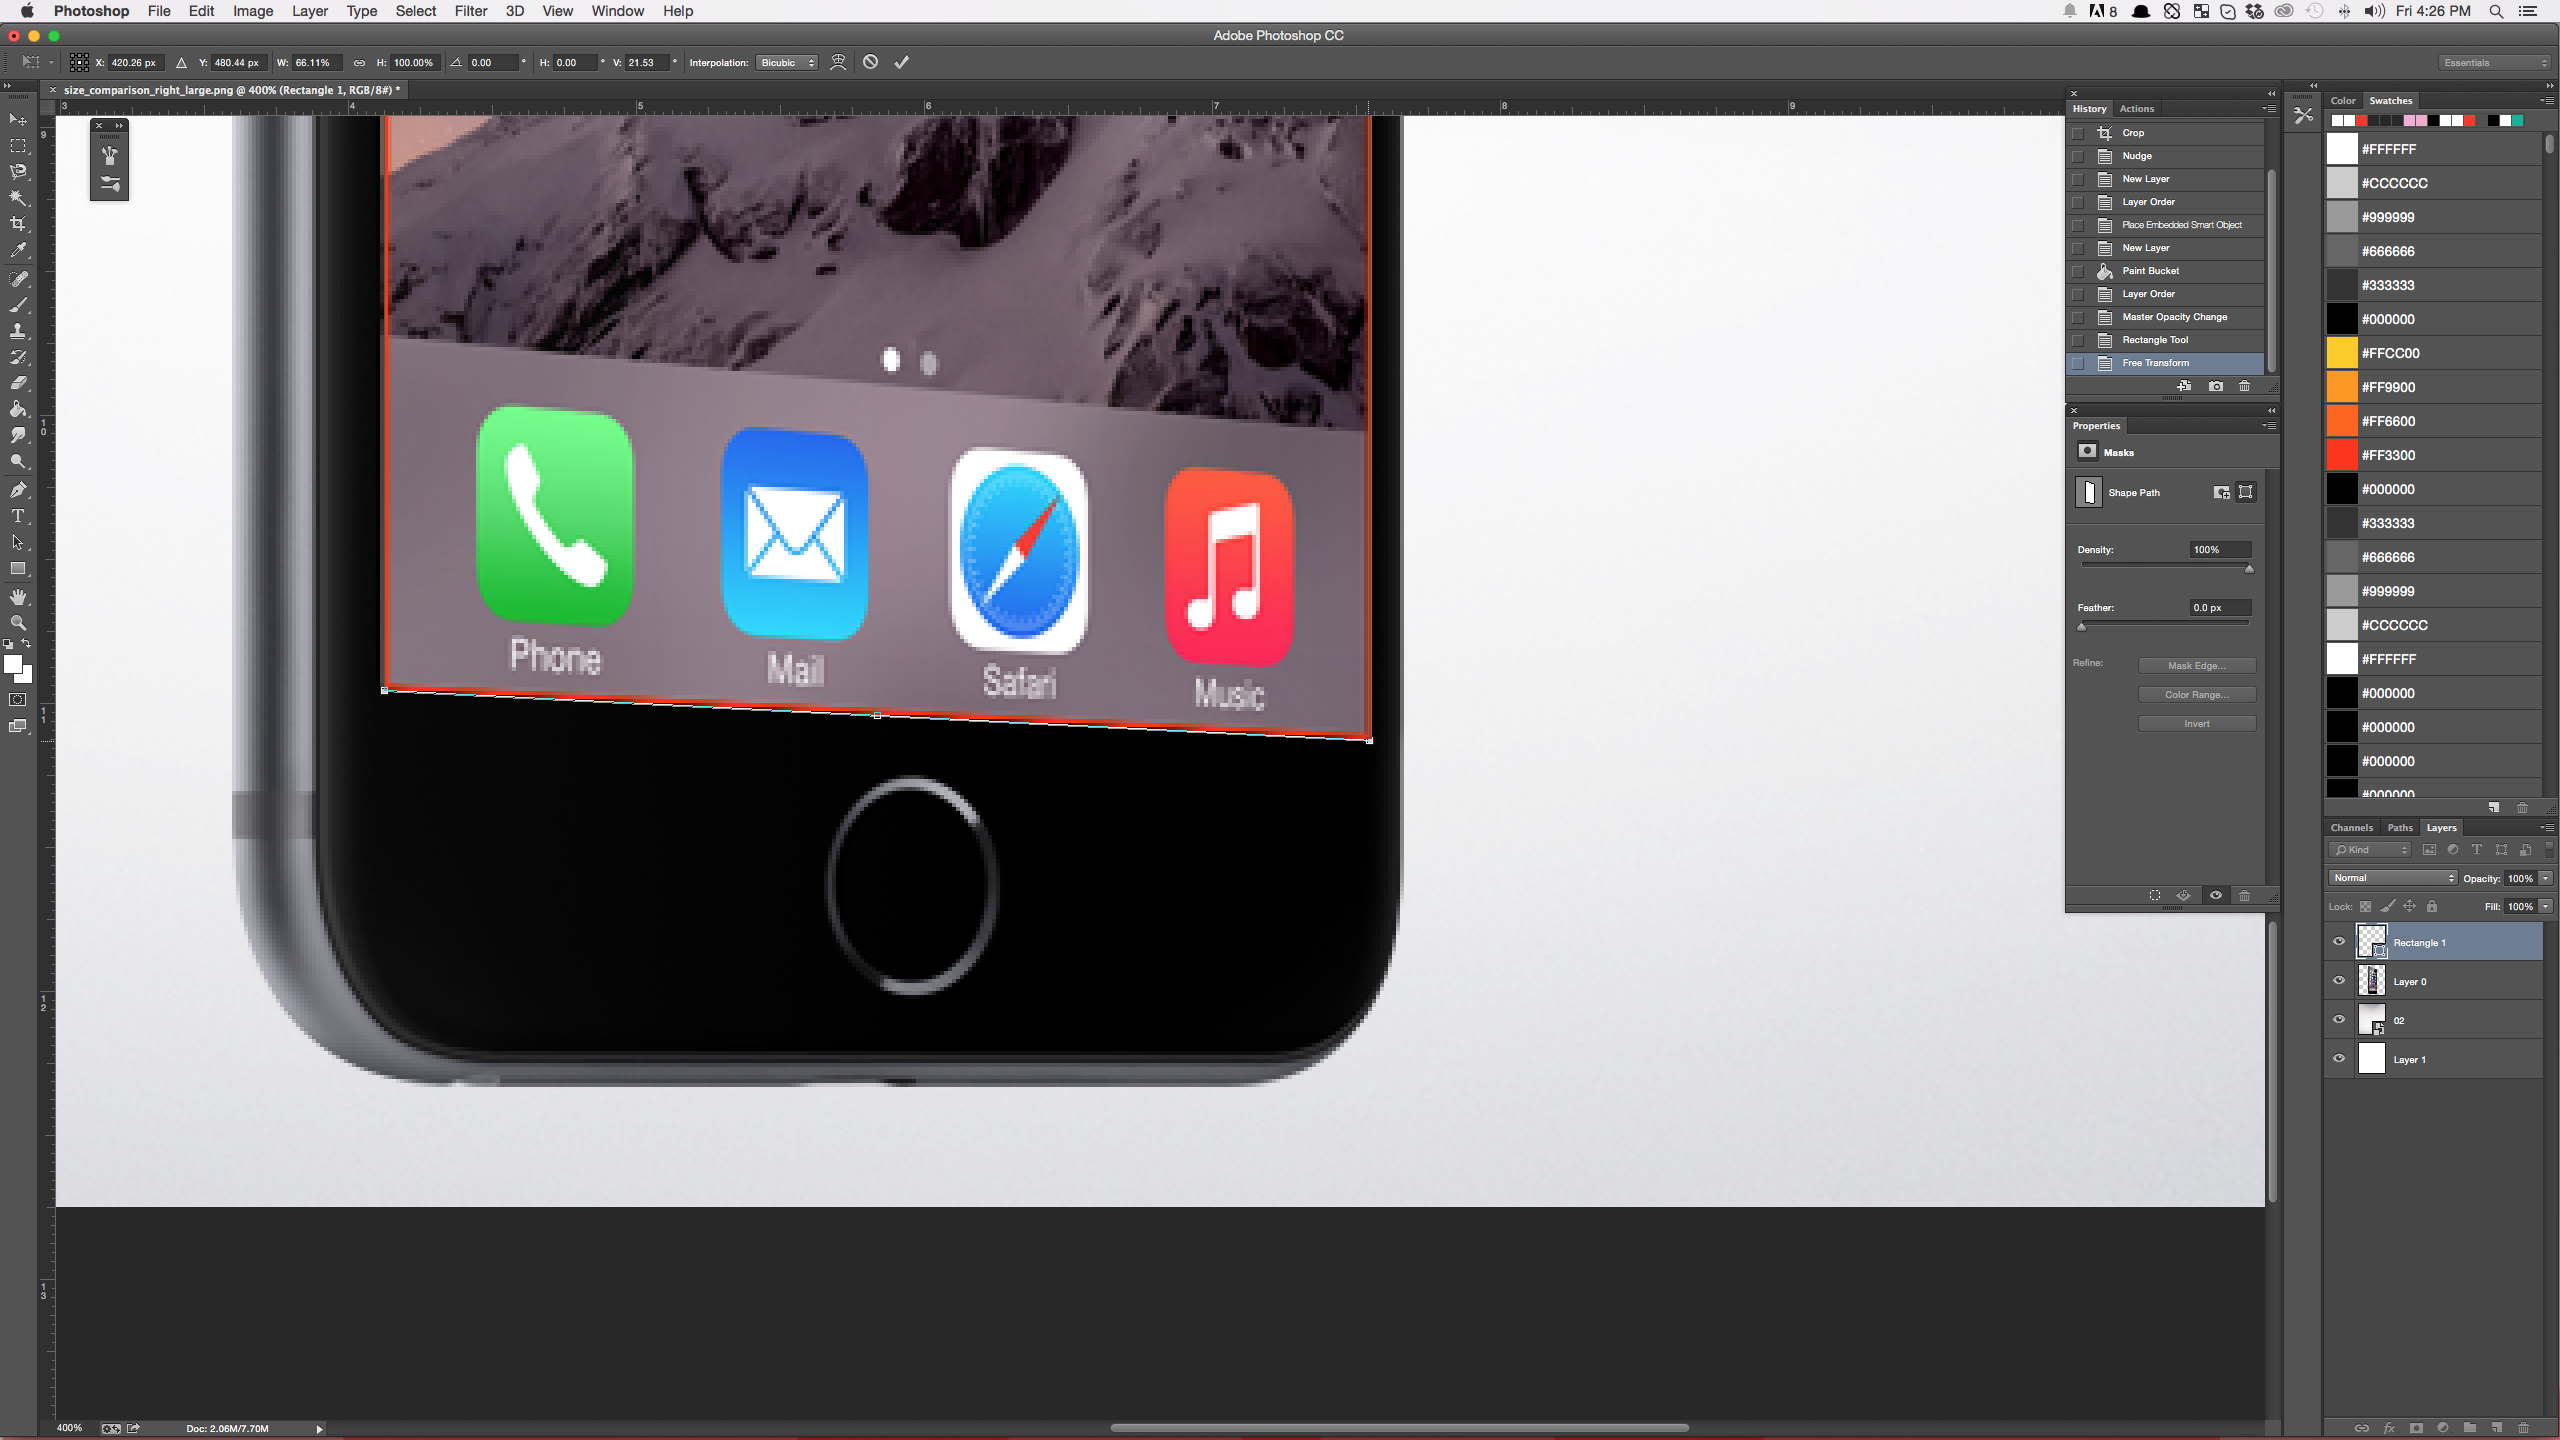 Photoshop File Edit Image Layer Type Select Filter 3D View Window Help 8 Fri 4:26 PM
Adobe Photoshop CC
X: 420.26 px Y: 480.44 px W: 66.11% H: 100.00% 0.00 ° H: 0.00 ° V: 21.53 ° Interpolation: Bicubic Essentials
size_comparison_right_large.png @ 400% (Rectangle 1, RGB/8#) *
3 4 5 6 7 8 9
9
10
11
12
13
Phone
Mail
Safari
Music
History Actions
Crop
Nudge
New Layer
Layer Order
Place Embedded Smart Object
New Layer
Paint Bucket
Layer Order
Master Opacity Change
Rectangle Tool
Free Transform
Properties
Masks
Shape Path
Density: 100%
Feather: 0.0 px
Refine: Mask Edge...
Color Range...
Invert
Color Swatches
#FFFFFF
#CCCCCC
#999999
#666666
#333333
#000000
#FFCC00
#FF9900
#FF6600
#FF3300
#000000
#333333
#666666
#999999
#CCCCCC
#FFFFFF
#000000
#000000
#000000
#000000
Channels Paths Layers
Kind
Normal Opacity: 100%
Lock: Fill: 100%
Rectangle 1
Layer 0
02
Layer 1
400% Doc: 2.06M/7.70M